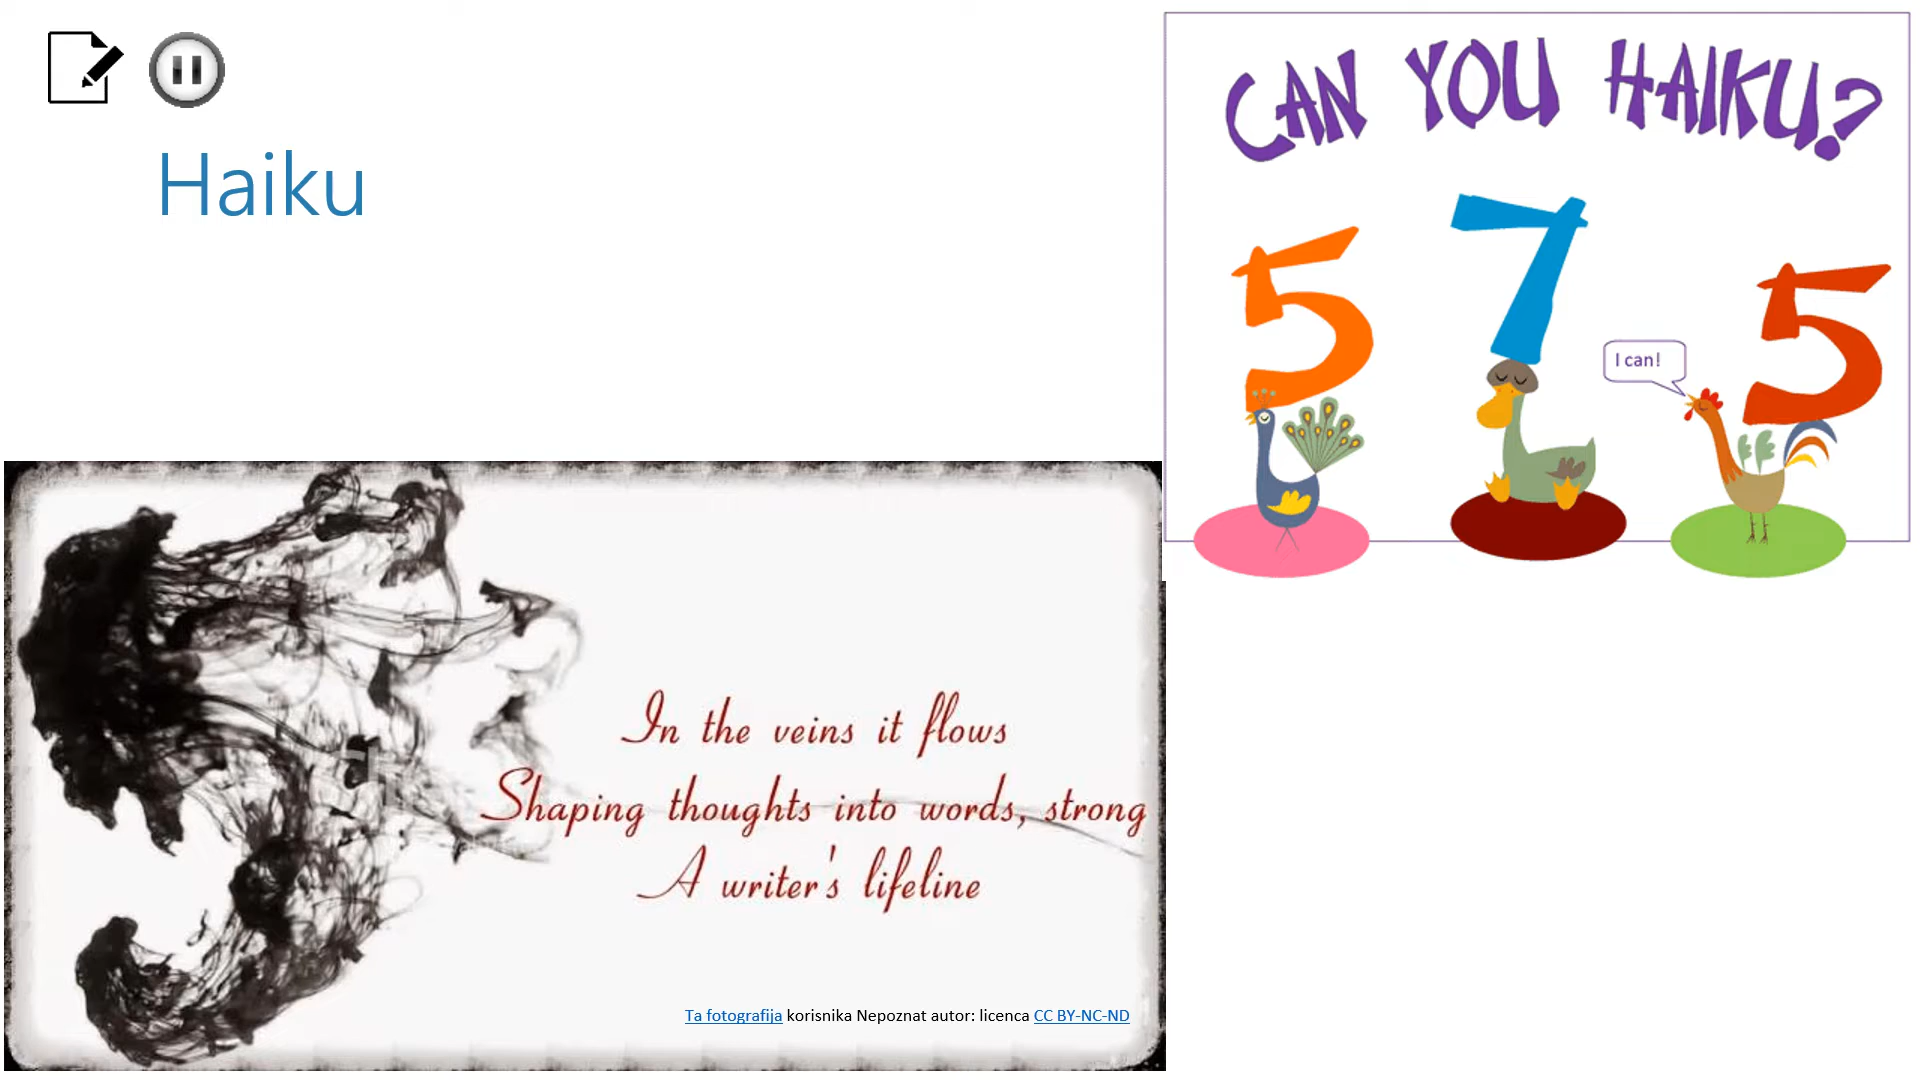 Haiku
CAN YOU HAIKU?
5 7 5
I can!
In the veins it flows
Shaping thoughts into words, strong
A writer's lifeline
Ta fotografija korisnika Nepoznat autor: licenca CC BY-NC-ND